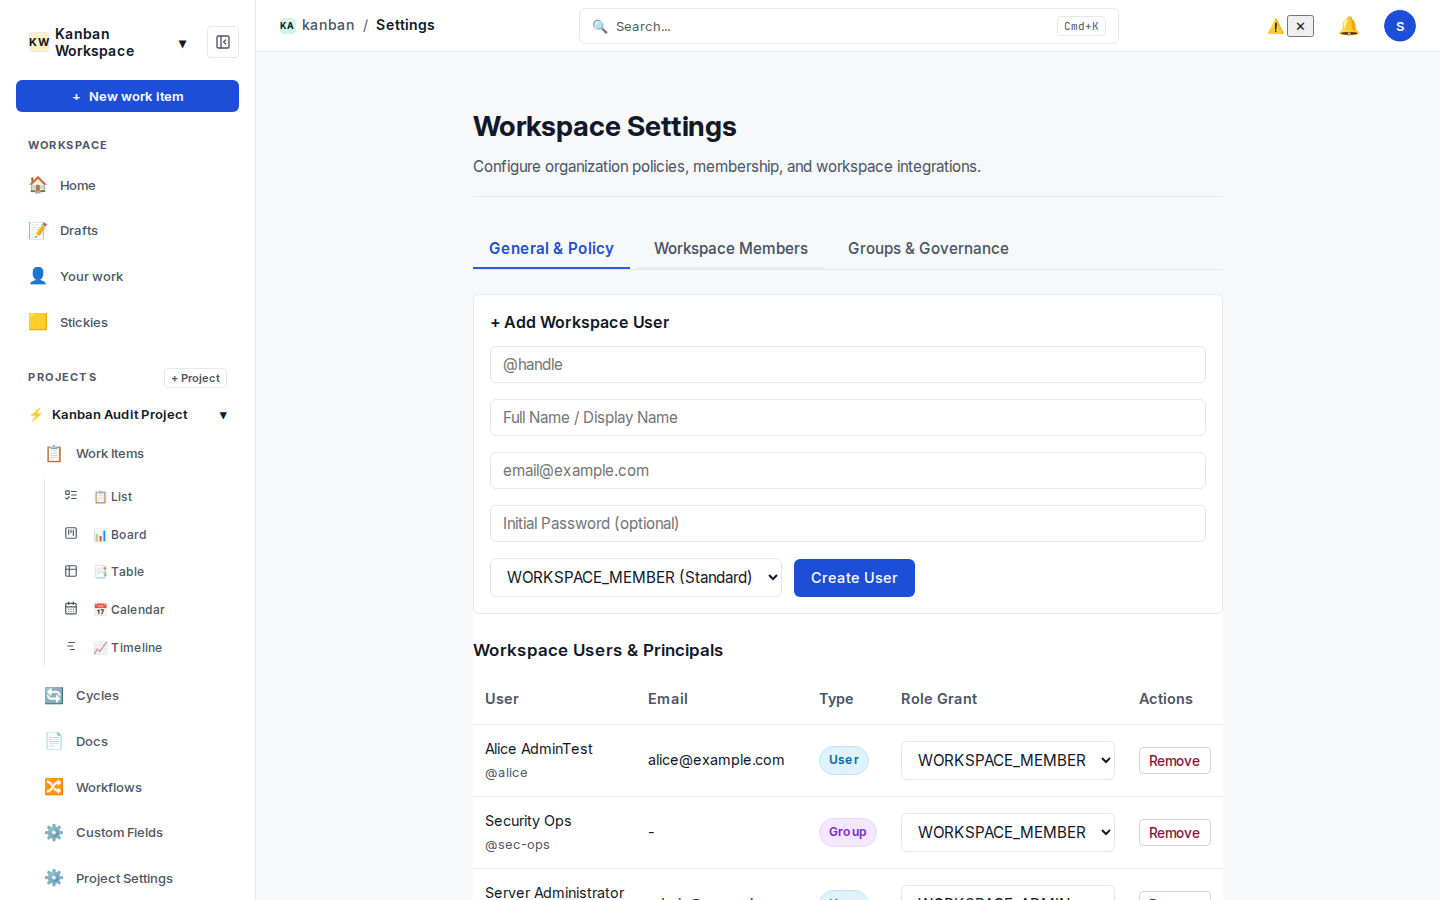 KW Kanban Workspace ▾
+ New work item
WORKSPACE
Home
Drafts
Your work
Stickies
PROJECTS + Project
Kanban Audit Project ▾
Work Items
List
Board
Table
Calendar
Timeline
Cycles
Docs
Workflows
Custom Fields
Project Settings
KA kanban / Settings
Search... Cmd+K
✕
S
Workspace Settings
Configure organization policies, membership, and workspace integrations.
General & Policy Workspace Members Groups & Governance
+ Add Workspace User
@handle
Full Name / Display Name
email@example.com
Initial Password (optional)
WORKSPACE_MEMBER (Standard) Create User
Workspace Users & Principals
User Email Type Role Grant Actions
Alice AdminTest
@alice alice@example.com User WORKSPACE_MEMBER Remove
Security Ops
@sec-ops - Group WORKSPACE_MEMBER Remove
Server Administrator